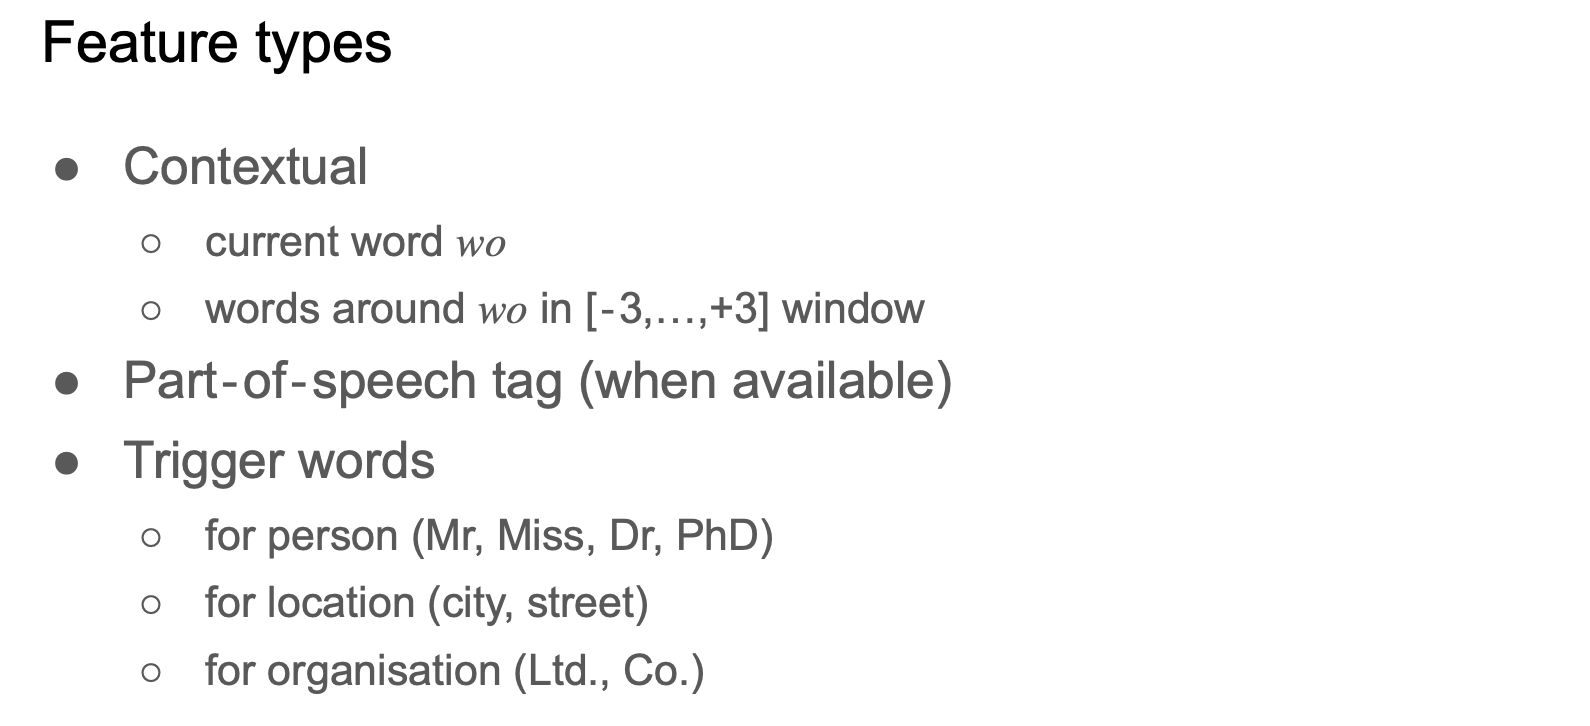 Feature types
● Contextual
○ current word wo
○ words around wo in [-3,...,+3] window
● Part-of-speech tag (when available)
● Trigger words
○ for person (Mr, Miss, Dr, PhD)
○ for location (city, street)
○ for organisation (Ltd., Co.)